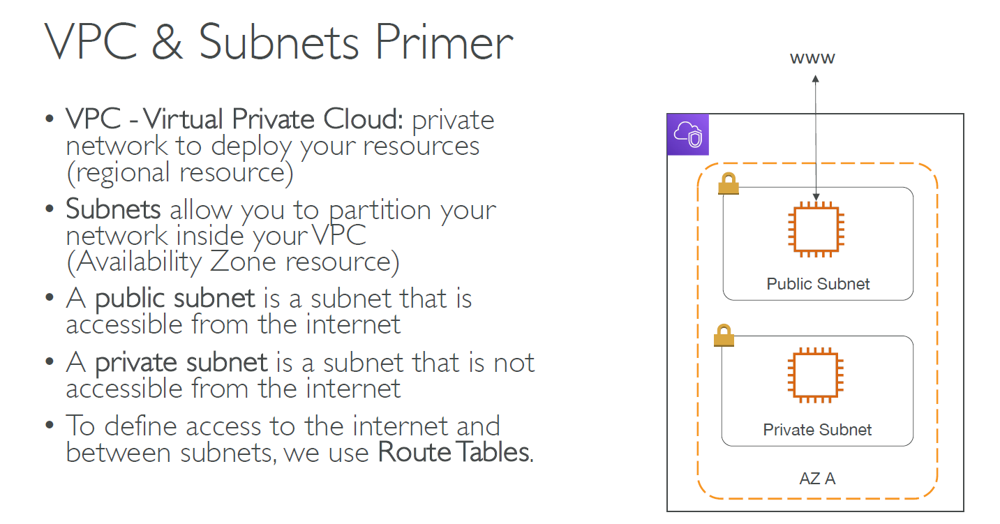 VPC & Subnets Primer
• VPC - Virtual Private Cloud: private
network to deploy your resources
(regional resource)
• Subnets allow you to partition your
network inside your VPC
(Availability Zone resource)
• A public subnet is a subnet that is
accessible from the internet
• A private subnet is a subnet that is not
accessible from the internet
• To define access to the internet and
between subnets, we use Route Tables.
www
Public Subnet
Private Subnet
AZ A